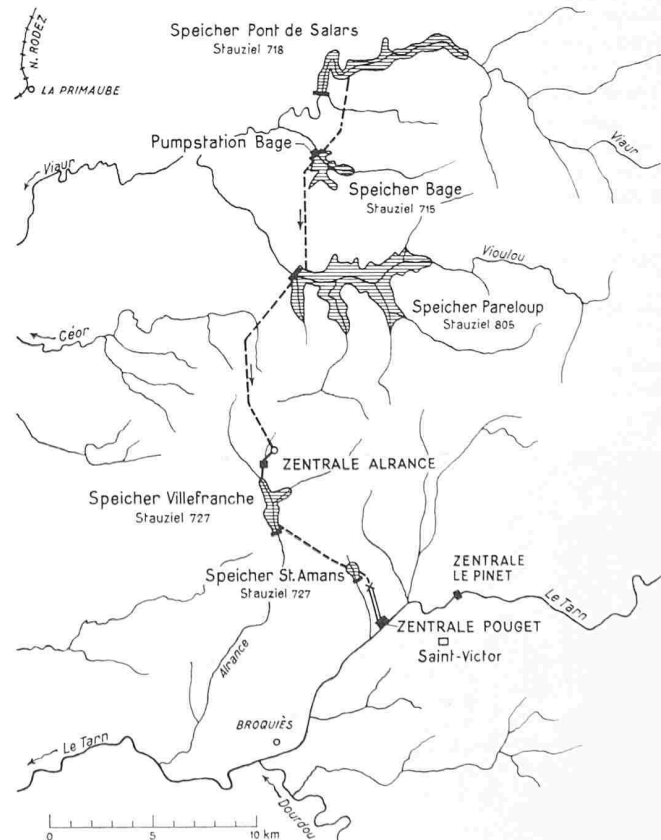 Speicher Pont de Salars
Stauziel 718
N. RODEZ
LA PRIMAUBE
Pumpstation Bage
Viaur
Viaur
Speicher Bage
Stauziel 715
Vioulou
Speicher Pareloup
Stauziel 805
Céor
ZENTRALE ALRANCE
Speicher Villefranche
Stauziel 727
Speicher St. Amans
Stauziel 727
ZENTRALE
LE PINET
Le Tarn
ZENTRALE POUGET
Saint-Victor
Alrance
BROQUIÈS
Le Tarn
Dourdou
0 5 10 km